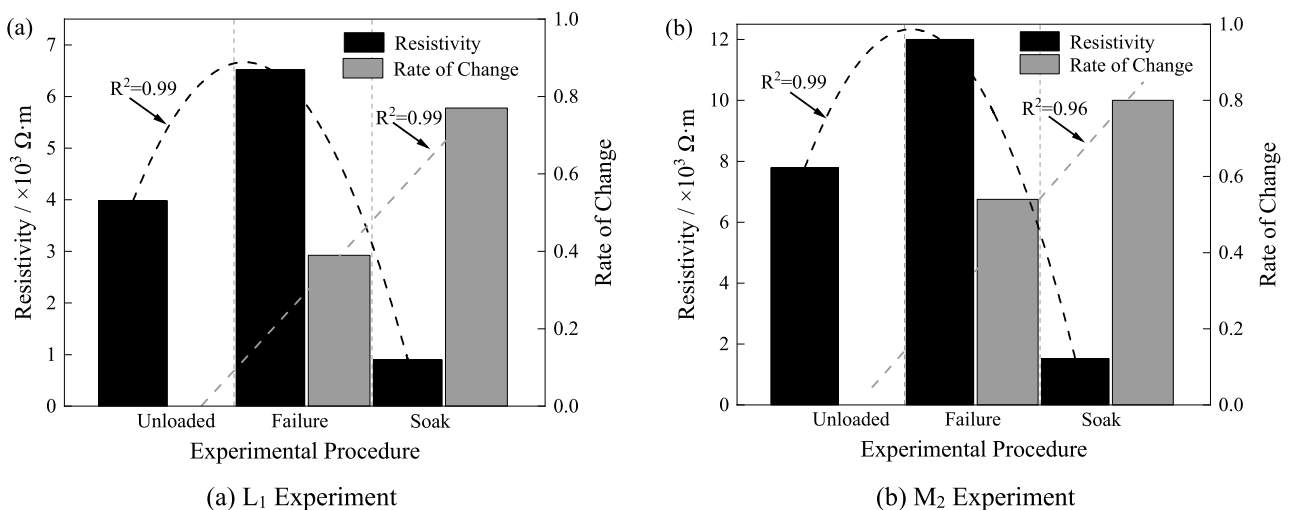 (a)
Resistivity / ×10³ Ω·m
7
6
5
4
3
2
1
0
R²=0.99
R²=0.99
Resistivity
Rate of Change
1.0
0.8
0.6
0.4
0.2
0.0
Rate of Change
Unloaded Failure Soak
Experimental Procedure
(a) L₁ Experiment
(b)
Resistivity / ×10³ Ω·m
12
10
8
6
4
2
0
R²=0.99
R²=0.96
Resistivity
Rate of Change
1.0
0.8
0.6
0.4
0.2
0.0
Rate of Change
Unloaded Failure Soak
Experimental Procedure
(b) M₂ Experiment